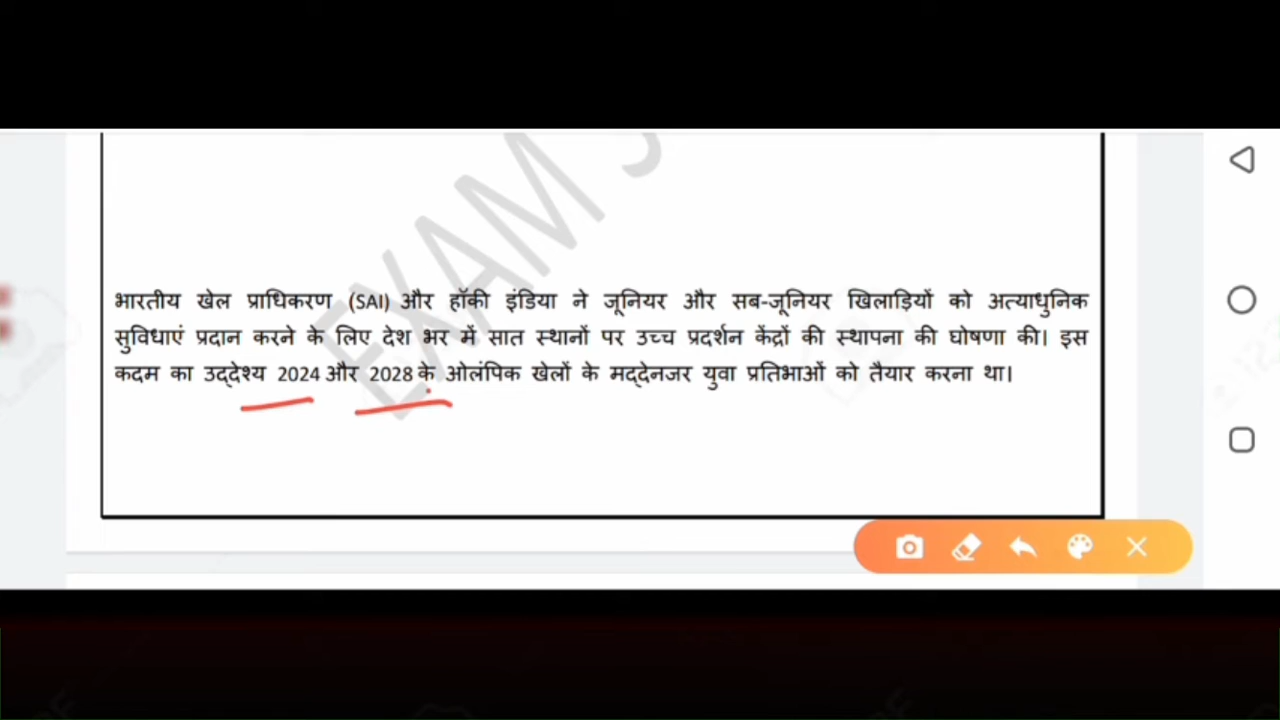 EXAM
भारतीय खेल प्राधिकरण (SAI) और हॉकी इंडिया ने जूनियर और सब-जूनियर खिलाड़ियों को अत्याधुनिक
सुविधाएं प्रदान करने के लिए देश भर में सात स्थानों पर उच्च प्रदर्शन केंद्रों की स्थापना की घोषणा की। इस
कदम का उद्देश्य 2024 और 2028 के ओलंपिक खेलों के मद्देनजर युवा प्रतिभाओं को तैयार करना था।